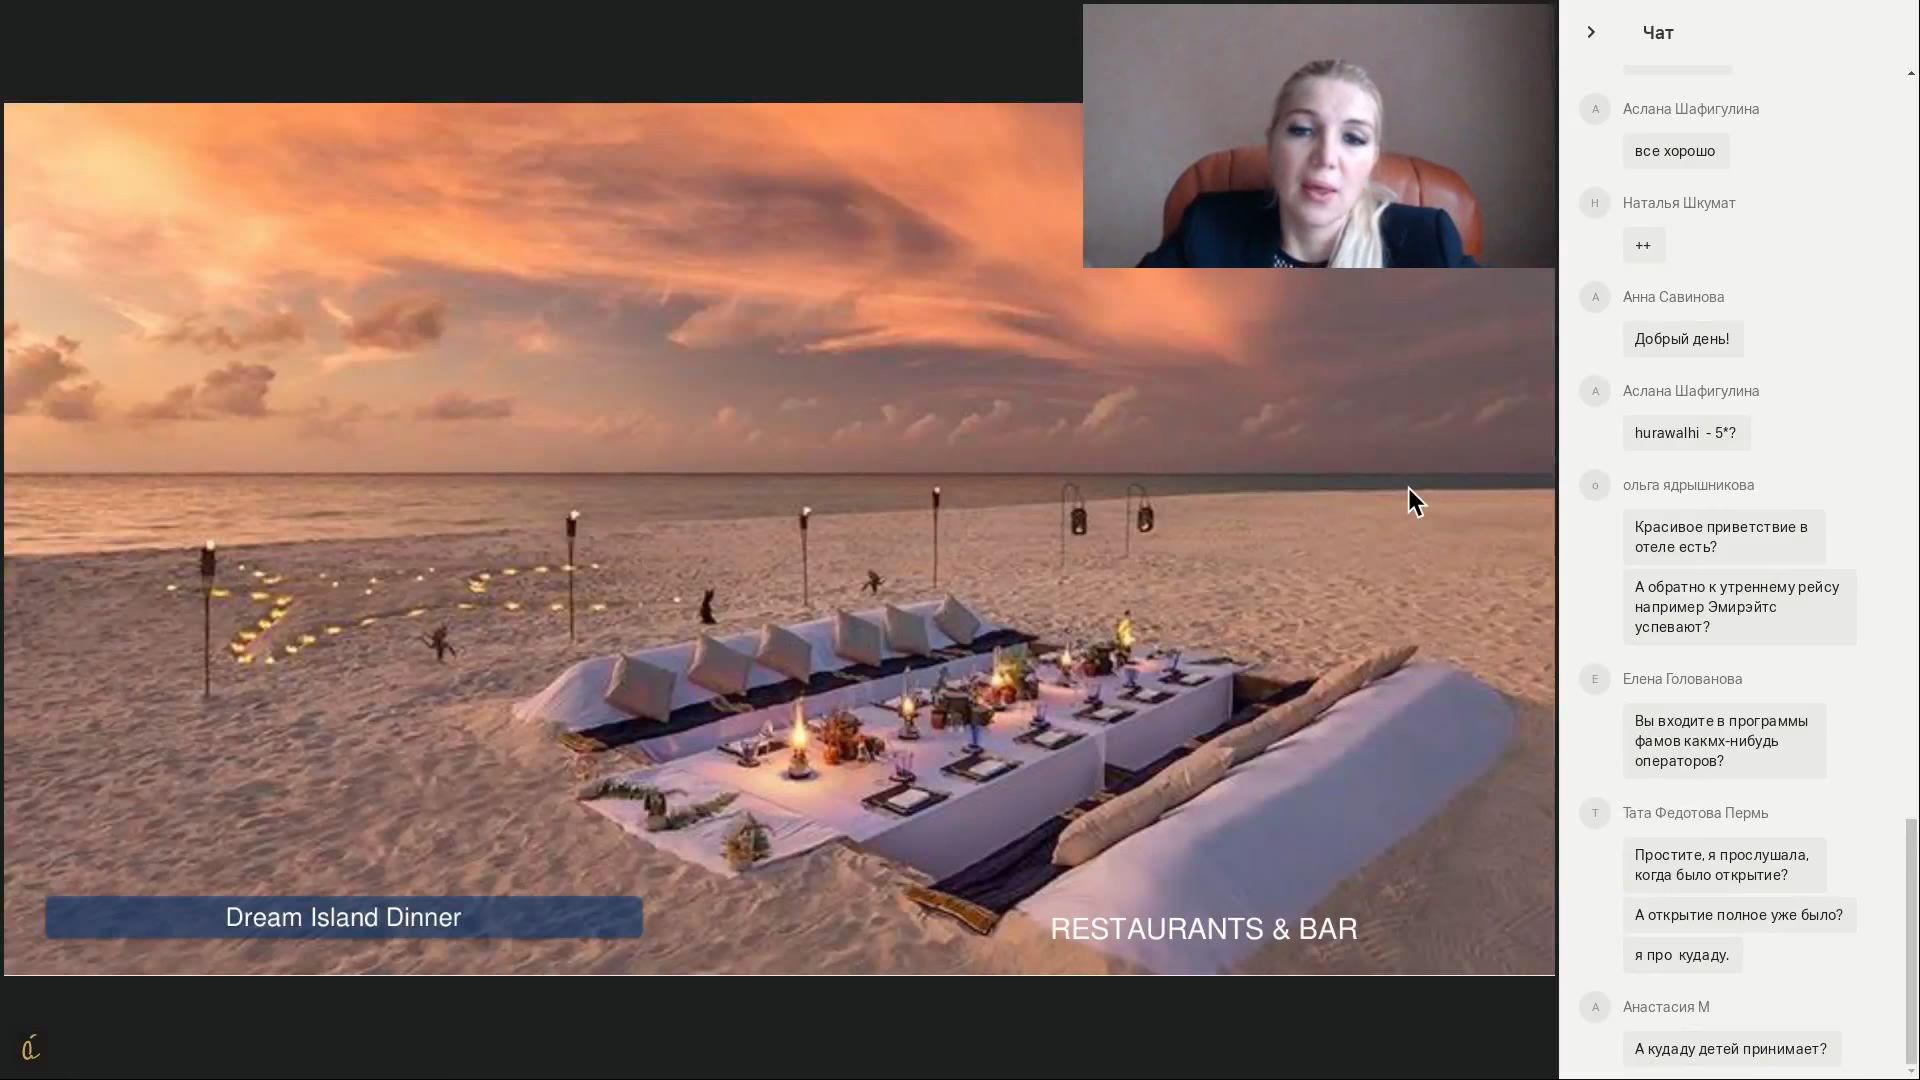 Dream Island Dinner
RESTAURANTS & BAR
á
Чат
А
Аслана Шафигулина
все хорошо
Н
Наталья Шкумат
++
А
Анна Савинова
Добрый день!
А
Аслана Шафигулина
hurawalhi - 5*?
о
ольга ядрышникова
Красивое приветствие в
отеле есть?
А обратно к утреннему рейсу
например Эмирэйтс
успевают?
Е
Елена Голованова
Вы входите в программы
фамов какмх-нибудь
операторов?
Т
Тата Федотова Пермь
Простите, я прослушала,
когда было открытие?
А открытие полное уже было?
я про кудаду.
А
Анастасия М
А кудаду детей принимает?